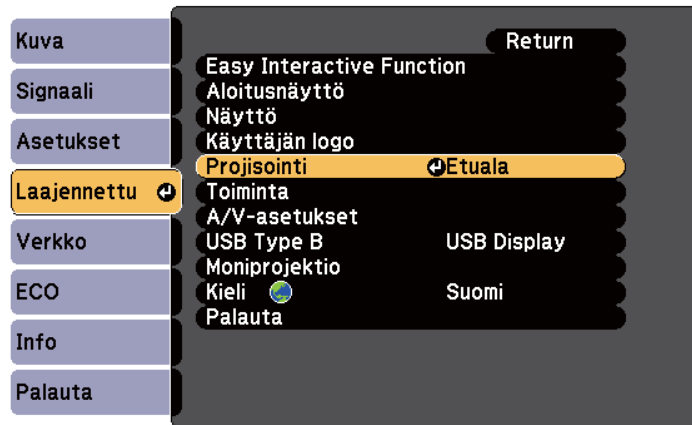 Kuva
Signaali
Asetukset
Laajennettu
Verkko
ECO
Info
Palauta
Return
Easy Interactive Function
Aloitusnäyttö
Näyttö
Käyttäjän logo
Projisointi Etuala
Toiminta
A/V-asetukset
USB Type B USB Display
Moniprojektio
Kieli Suomi
Palauta